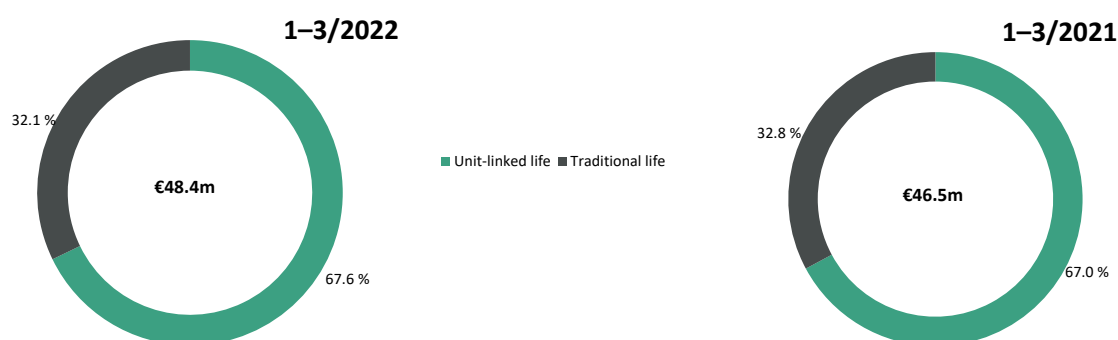 1–3/2022
32.1 %
€48.4m
67.6 %
Unit-linked life Traditional life
1–3/2021
32.8 %
€46.5m
67.0 %